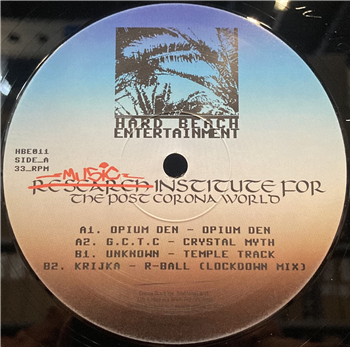 HARD BEACH
ENTERTAINMENT
HBE011
SIDE_A
33_RPM
MUSIC
RESEARCH INSTITUTE FOR
THE POST CORONA WORLD
A1. OPIUM DEN - OPIUM DEN
A2. G.C.T.C - CRYSTAL MYTH
B1. UNKNOWN - TEMPLE TRACK
B2. KRIJKA - R-BALL (LOCKDOWN MIX)